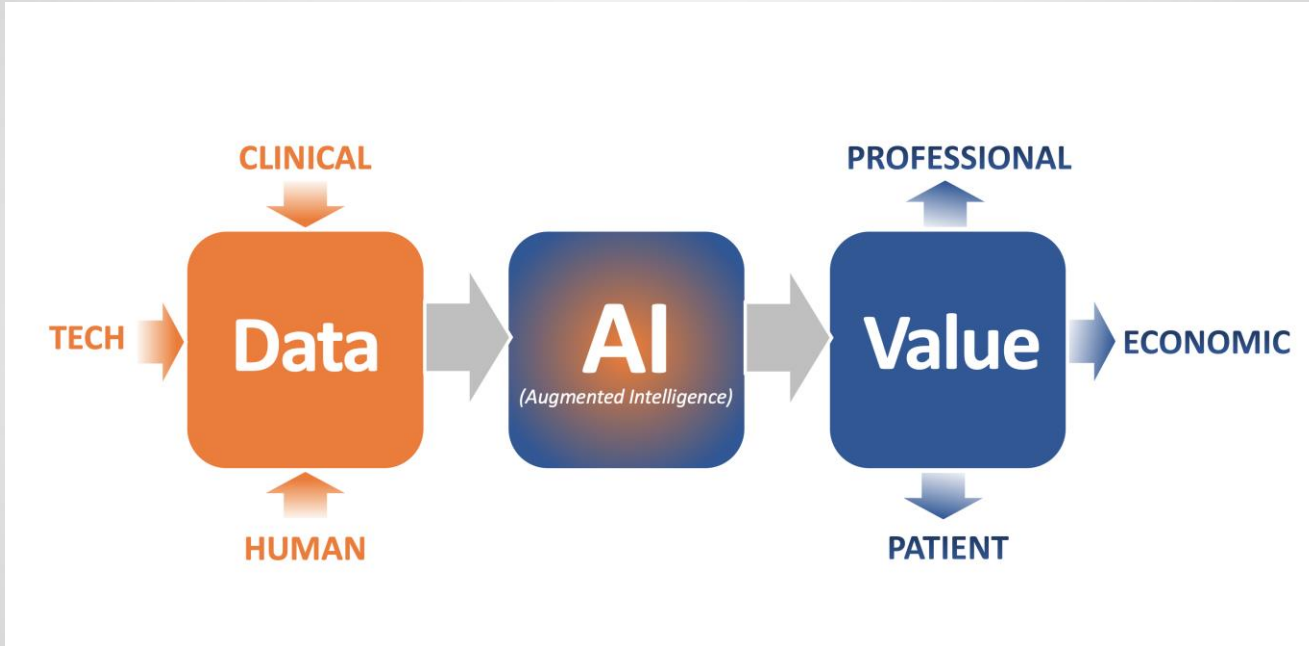 CLINICAL
PROFESSIONAL
TECH
Data
AI
(Augmented Intelligence)
Value
ECONOMIC
HUMAN
PATIENT